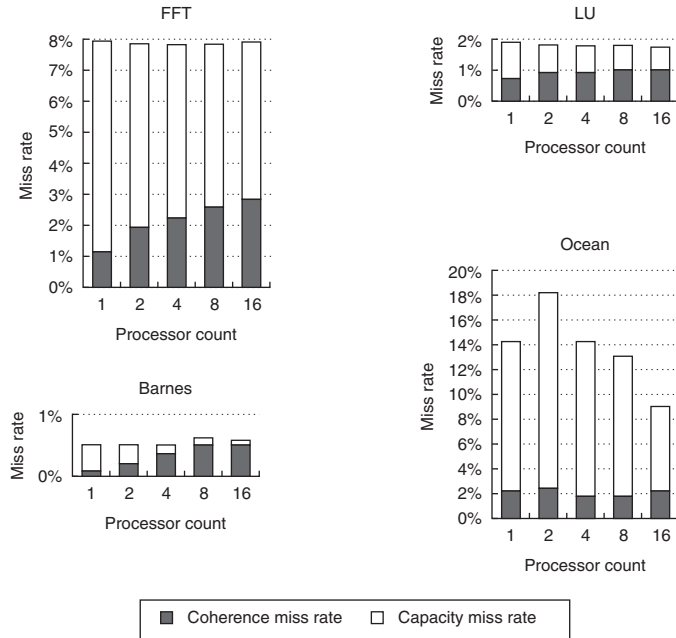 FFT
8%
7%
6%
5%
4%
3%
2%
1%
0%
Miss rate
1 2 4 8 16
Processor count
LU
2%
1%
0%
Miss rate
1 2 4 8 16
Processor count
Barnes
1%
0%
Miss rate
1 2 4 8 16
Processor count
Ocean
20%
18%
16%
14%
12%
10%
8%
6%
4%
2%
0%
Miss rate
1 2 4 8 16
Processor count
Coherence miss rate Capacity miss rate